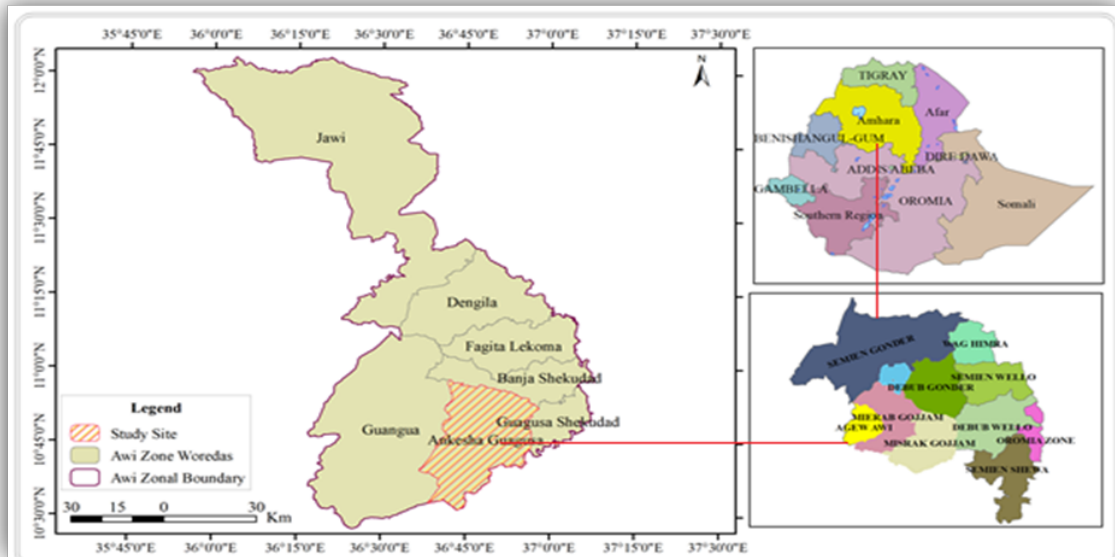 35°45'0"E 36°0'0"E 36°15'0"E 36°30'0"E 36°45'0"E 37°0'0"E 37°15'0"E 37°30'0"E
12°0'0"N
11°45'0"N
11°30'0"N
11°15'0"N
11°0'0"N
10°45'0"N
10°30'0"N
N
Jawi
Dengila
Fagita Lekoma
Banja Shekudad
Guagusa Shekudad
Guangua
Ankesha Guagusa
Legend
Study Site
Awi Zone Woredas
Awi Zonal Boundary
30 15 0 30
Km
35°45'0"E 36°0'0"E 36°15'0"E 36°30'0"E 36°45'0"E 37°0'0"E 37°15'0"E 37°30'0"E
TIGRAY
Afar
Amhara
BENISHANGUL-GUM
DIRE DAWA
ADDIS ABEBA
GAMBELLA
OROMIA
Somali
Southern Region
SEMIEN GONDER
WAG HIMRA
SEMIEN WELLO
DEBUB GONDER
MIERAB GOJJAM
AGEW AWI
DEBUB WELLO
OROMIA ZONE
MISRAK GOJJAM
SEMIEN SHEWA